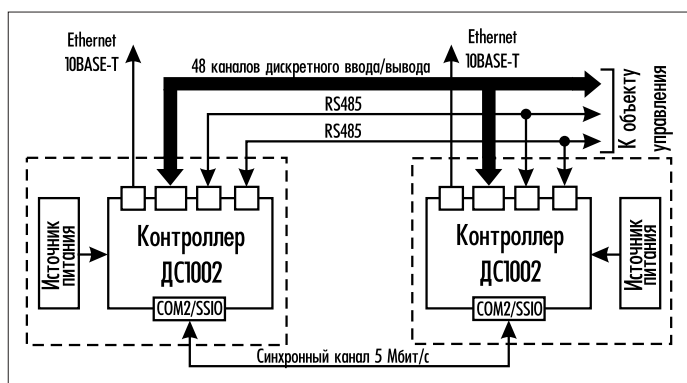 Ethernet
10BASE-T
Ethernet
10BASE-T
48 каналов дискретного ввода/вывода
RS485
RS485
К объекту
управления
Источник
питания
Контроллер
ДС1002
COM2/SSIO
Контроллер
ДС1002
COM2/SSIO
Источник
питания
Синхронный канал 5 Мбит/с